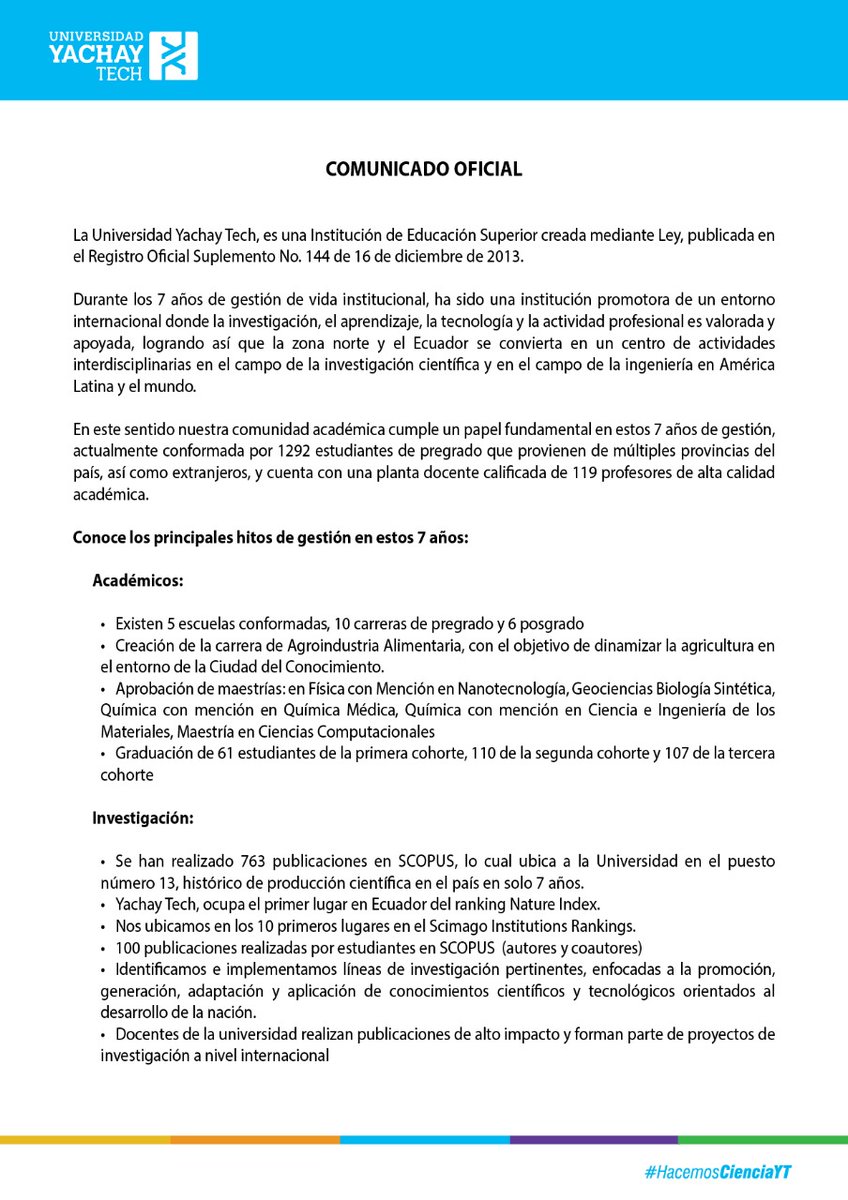 UNIVERSIDAD
YACHAY
TECH
COMUNICADO OFICIAL
La Universidad Yachay Tech, es una Institución de Educación Superior creada mediante Ley, publicada en
el Registro Oficial Suplemento No. 144 de 16 de diciembre de 2013.
Durante los 7 años de gestión de vida institucional, ha sido una institución promotora de un entorno
internacional donde la investigación, el aprendizaje, la tecnología y la actividad profesional es valorada y
apoyada, logrando así que la zona norte y el Ecuador se convierta en un centro de actividades
interdisciplinarias en el campo de la investigación científica y en el campo de la ingeniería en América
Latina y el mundo.
En este sentido nuestra comunidad académica cumple un papel fundamental en estos 7 años de gestión,
actualmente conformada por 1292 estudiantes de pregrado que provienen de múltiples provincias del
país, así como extranjeros, y cuenta con una planta docente calificada de 119 profesores de alta calidad
académica.
Conoce los principales hitos de gestión en estos 7 años:
Académicos:
• Existen 5 escuelas conformadas, 10 carreras de pregrado y 6 posgrado
• Creación de la carrera de Agroindustria Alimentaria, con el objetivo de dinamizar la agricultura en
el entorno de la Ciudad del Conocimiento.
• Aprobación de maestrías: en Física con Mención en Nanotecnología, Geociencias Biología Sintética,
Química con mención en Química Médica, Química con mención en Ciencia e Ingeniería de los
Materiales, Maestría en Ciencias Computacionales
• Graduación de 61 estudiantes de la primera cohorte, 110 de la segunda cohorte y 107 de la tercera
cohorte
Investigación:
• Se han realizado 763 publicaciones en SCOPUS, lo cual ubica a la Universidad en el puesto
número 13, histórico de producción científica en el país en solo 7 años.
• Yachay Tech, ocupa el primer lugar en Ecuador del ranking Nature Index.
• Nos ubicamos en los 10 primeros lugares en el Scimago Institutions Rankings.
• 100 publicaciones realizadas por estudiantes en SCOPUS (autores y coautores)
• Identificamos e implementamos líneas de investigación pertinentes, enfocadas a la promoción,
generación, adaptación y aplicación de conocimientos científicos y tecnológicos orientados al
desarrollo de la nación.
• Docentes de la universidad realizan publicaciones de alto impacto y forman parte de proyectos de
investigación a nivel internacional
#HacemosCienciaYT